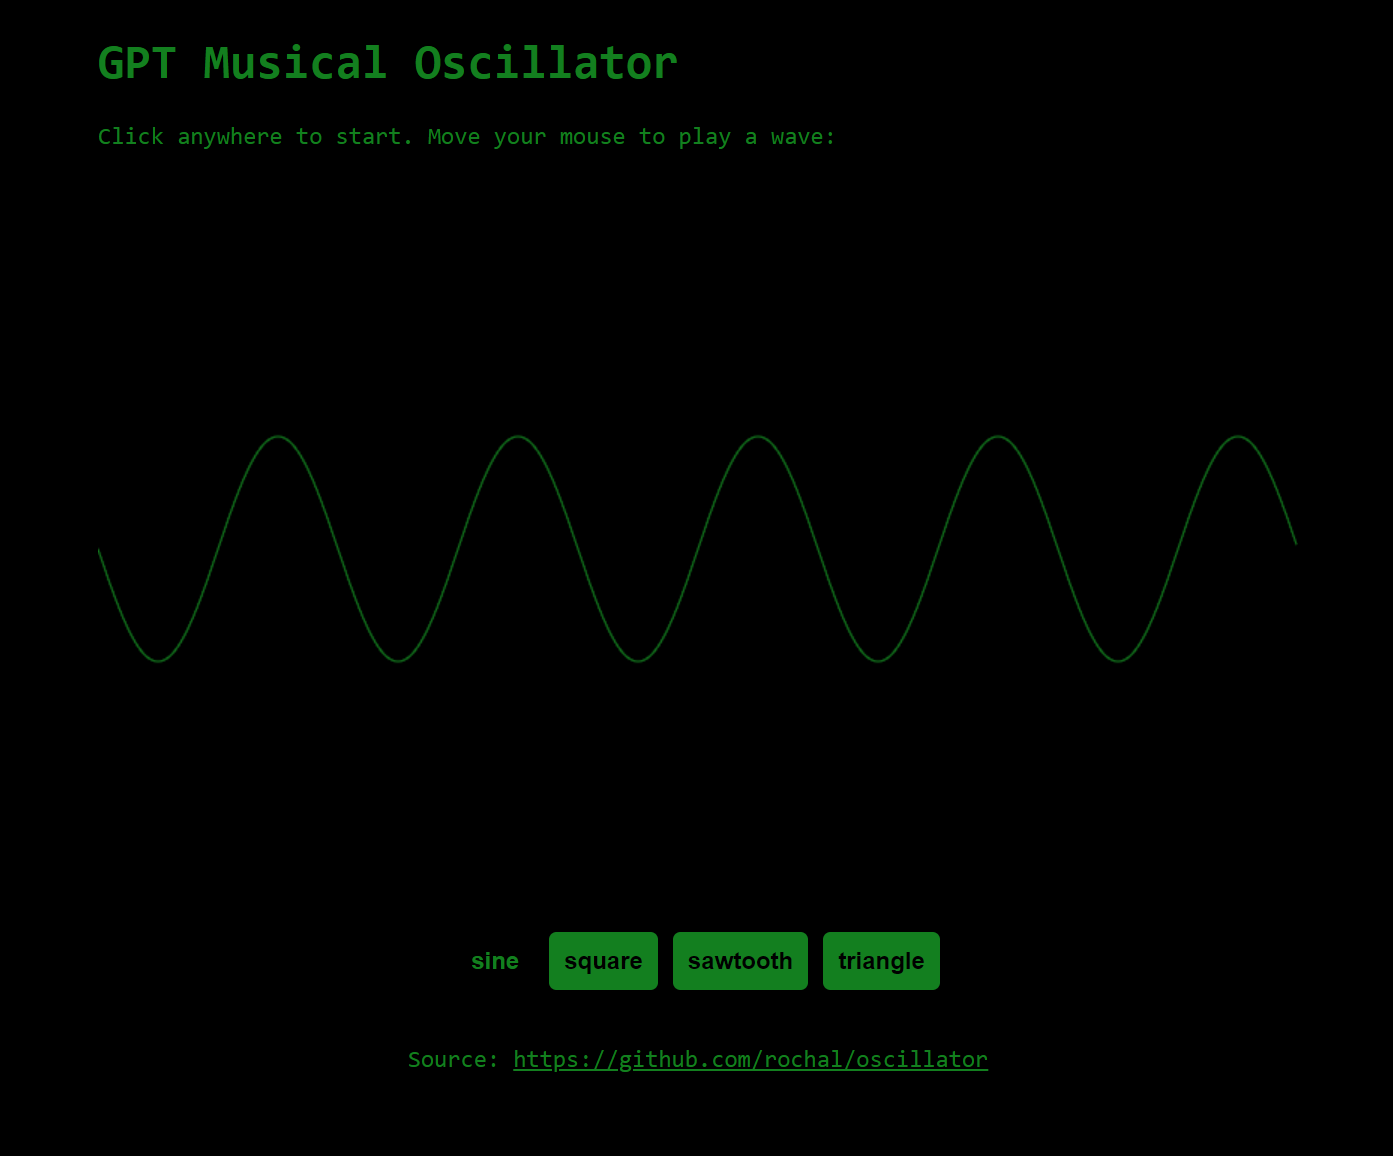 GPT Musical Oscillator
Click anywhere to start. Move your mouse to play a wave:
sine square sawtooth triangle
Source: https://github.com/rochal/oscillator